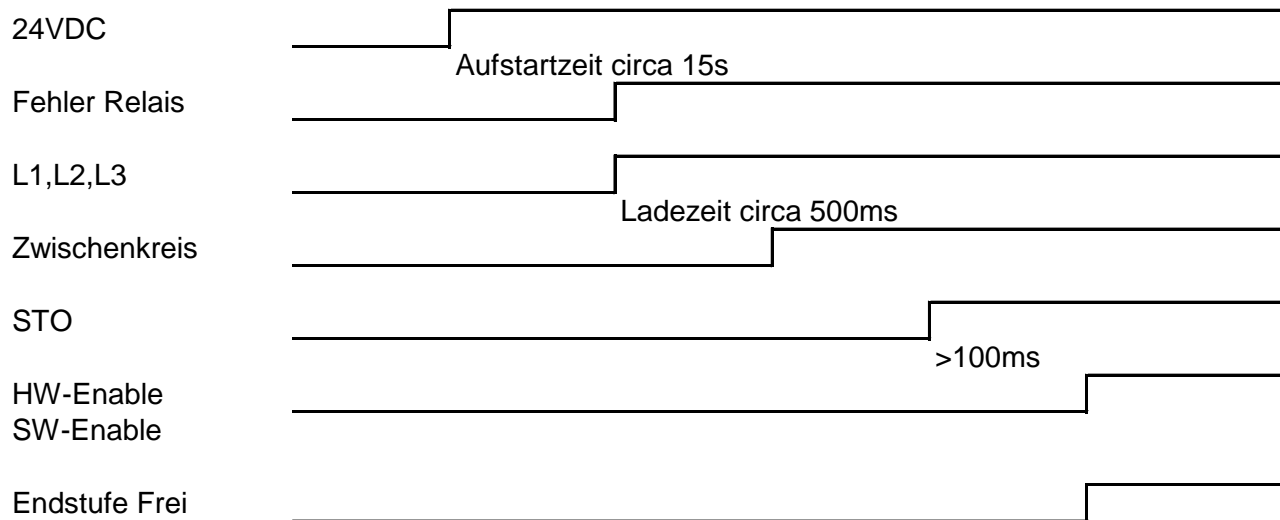 24VDC
Aufstartzeit circa 15s
Fehler Relais
L1,L2,L3
Ladezeit circa 500ms
Zwischenkreis
STO
>100ms
HW-Enable
SW-Enable
Endstufe Frei